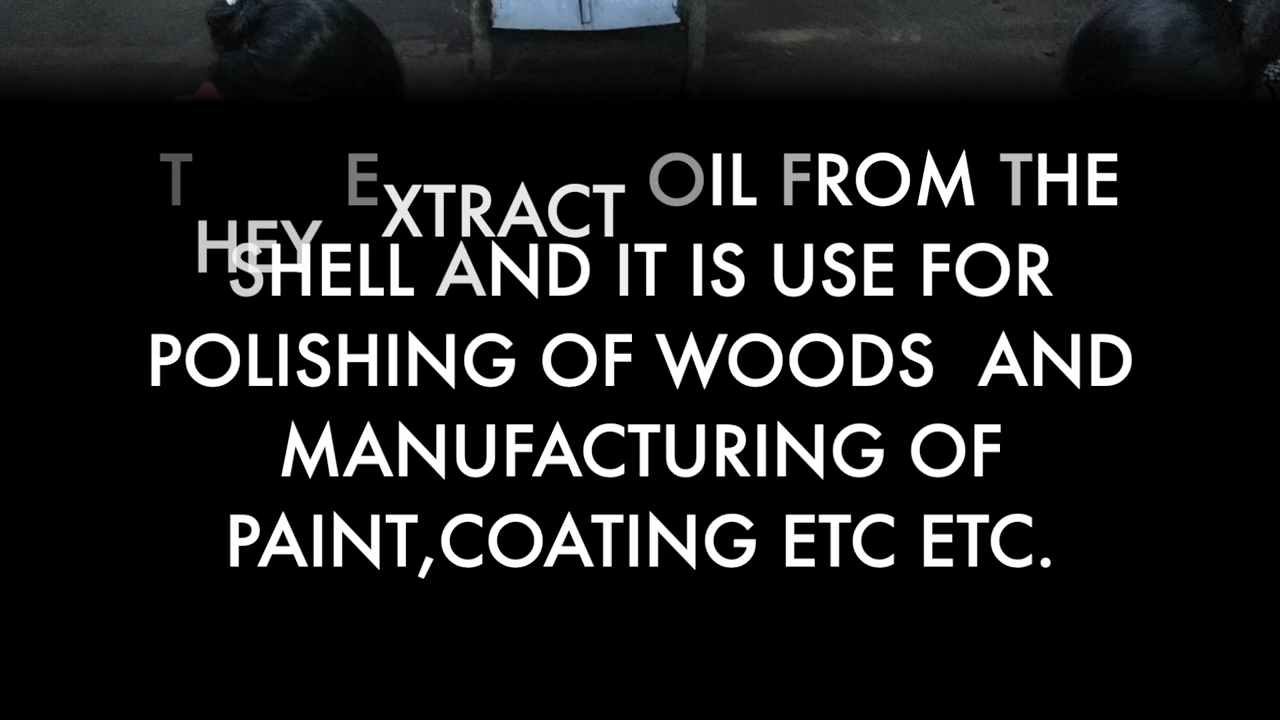 THEY EXTRACT OIL FROM THE
SHELL AND IT IS USE FOR
POLISHING OF WOODS AND
MANUFACTURING OF
PAINT,COATING ETC ETC.